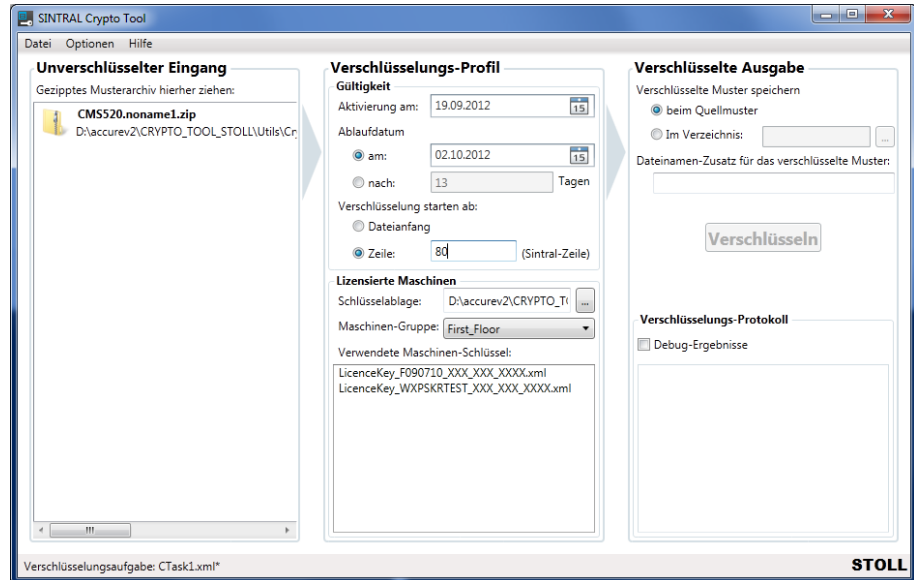 SINTRAL Crypto Tool
Datei Optionen Hilfe
Unverschlüsselter Eingang
Gezipptes Musterarchiv hierher ziehen:
CMS520.noname1.zip
D:\accurev2\CRYPTO_TOOL_STOLL\Utils\Cr
Verschlüsselungs-Profil
Gültigkeit
Aktivierung am: 19.09.2012 15
Ablaufdatum
am: 02.10.2012 15
nach: 13 Tagen
Verschlüsselung starten ab:
Dateianfang
Zeile: 80 (Sintral-Zeile)
Lizensierte Maschinen
Schlüsselablage: D:\accurev2\CRYPTO_T( ...
Maschinen-Gruppe: First_Floor
Verwendete Maschinen-Schlüssel:
LicenceKey_F090710_XXX_XXX_XXXX.xml
LicenceKey_WXPSKRTEST_XXX_XXX_XXXX.xml
Verschlüsselte Ausgabe
Verschlüsselte Muster speichern
beim Quellmuster
Im Verzeichnis: ...
Dateinamen-Zusatz für das verschlüsselte Muster:
Verschlüsseln
Verschlüsselungs-Protokoll
Debug-Ergebnisse
Verschlüsselungsaufgabe: CTask1.xml*
STOLL